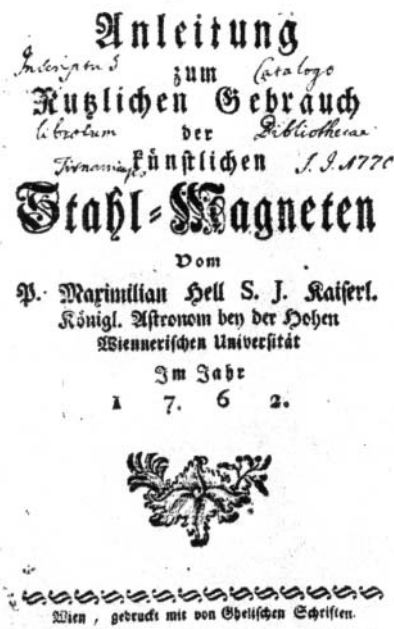 Anleitung
zum
Nutzlichen Gebrauch
der
künstlichen
Stahl-Magneten
Vom
P. Maximilian Hell S. J. Kaiserl.
Königl. Astronom bey der Hohen
Wiennerischen Universität
Im Jahr
1 7. 6 2.
Inscriptus Catalogo
librorum Bibliothecae
S. J. 1770
Wien, gedruckt mit von Ghelischen Schriften.